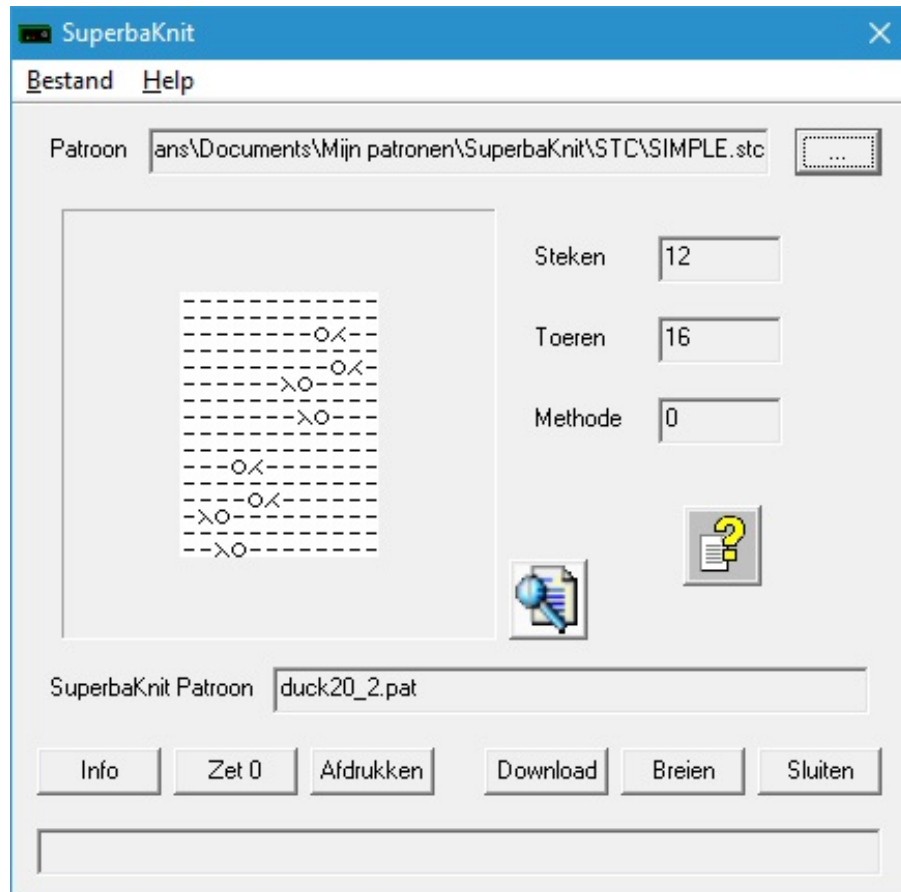 SuperbaKnit
Bestand Help
Patroon ans\Documents\Mijn patronen\SuperbaKnit\STC\SIMPLE.stc ...
Steken 12
Toeren 16
Methode 0
SuperbaKnit Patroon duck20_2.pat
Info Zet 0 Afdrukken Download Breien Sluiten